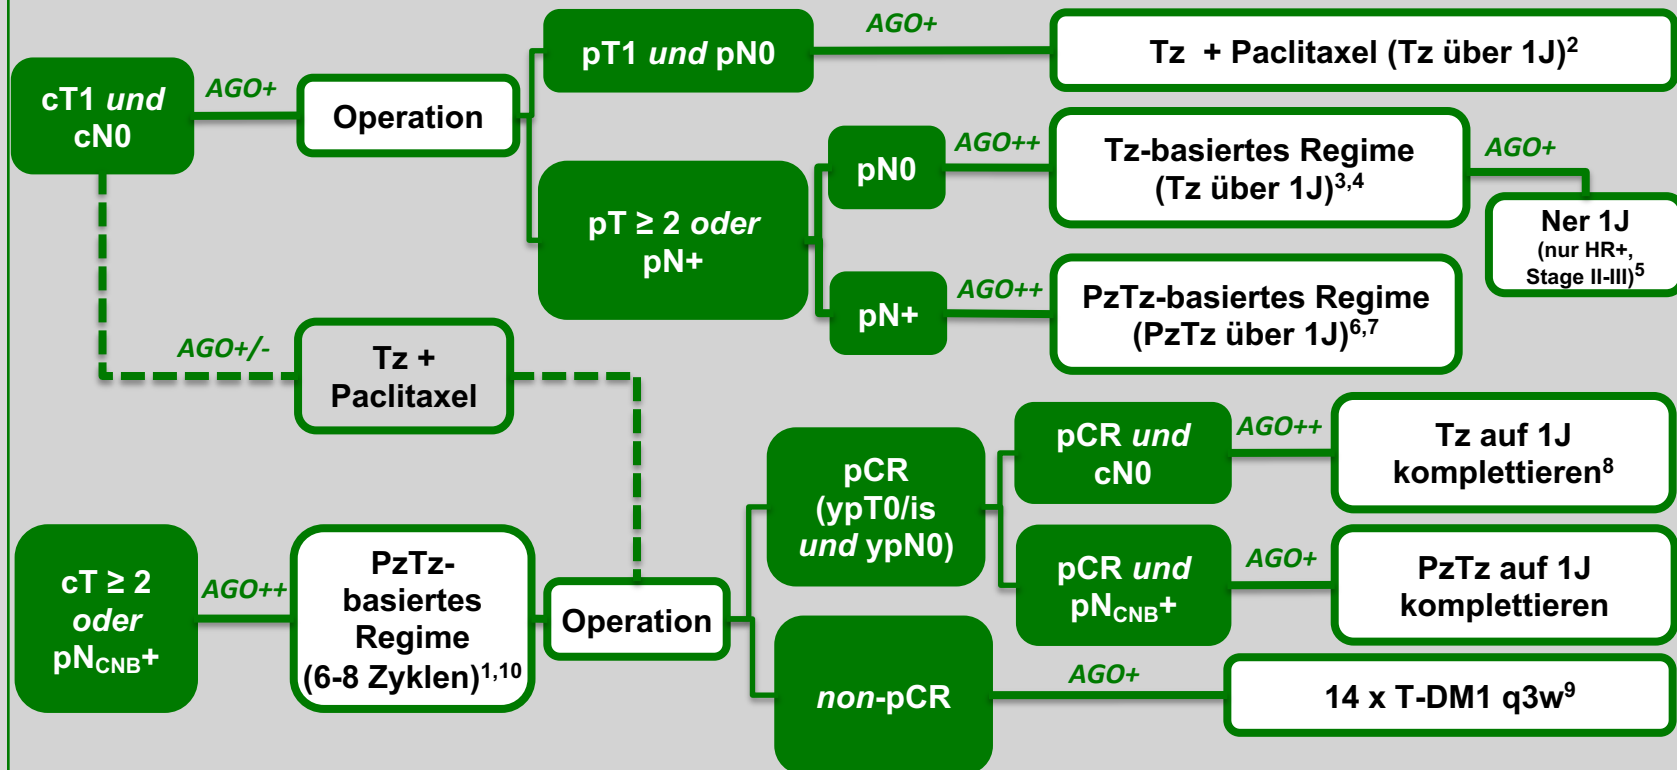 cT1 und
cN0
AGO+
Operation
pT1 und pN0
AGO+
Tz + Paclitaxel (Tz über 1J)2
pT ≥ 2 oder
pN+
pN0
AGO++
Tz-basiertes Regime
(Tz über 1J)3,4
AGO+
Ner 1J
(nur HR+,
Stage II-III)5
pN+
AGO++
PzTz-basiertes Regime
(PzTz über 1J)6,7
AGO+/-
Tz +
Paclitaxel
cT ≥ 2
oder
pNCNB+
AGO++
PzTz-
basiertes
Regime
(6-8 Zyklen)1,10
Operation
pCR
(ypT0/is
und ypN0)
pCR und
cN0
AGO++
Tz auf 1J
komplettieren8
pCR und
pNCNB+
AGO+
PzTz auf 1J
komplettieren
non-pCR
AGO+
14 x T-DM1 q3w9